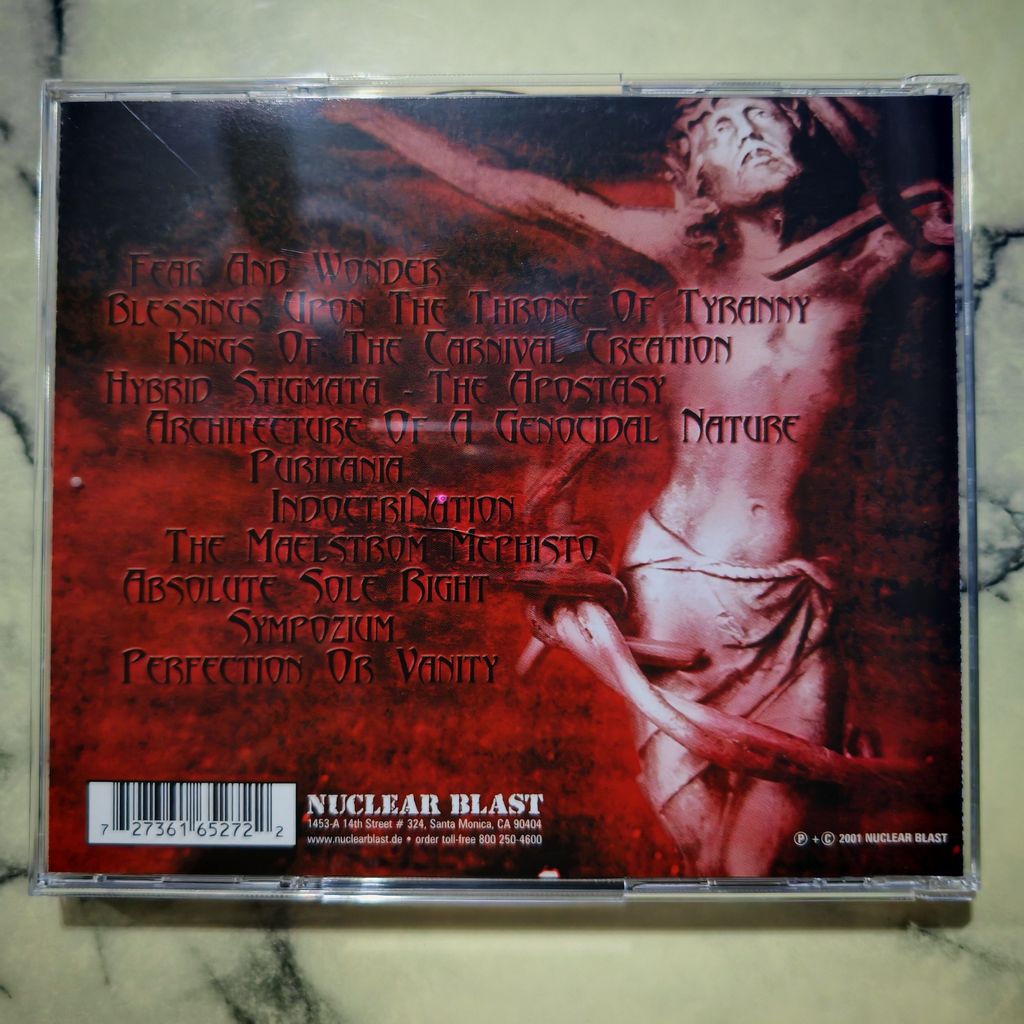 Fear And Wonder
Blessings Upon The Throne Of Tyranny
Kings Of The Carnival Creation
Hybrid Stigmata - The Apostasy
Architecture Of A Genocidal Nature
Puritania
IndoctriNation
The Maelstrom Mephisto
Absolute Sole Right
Sympozium
Perfection Or Vanity
NUCLEAR BLAST
1453-A 14th Street # 324, Santa Monica, CA 90404
www.nuclearblast.de • order toll-free 800 250-4600
7 27361 65272 2
Ⓟ + © 2001 NUCLEAR BLAST